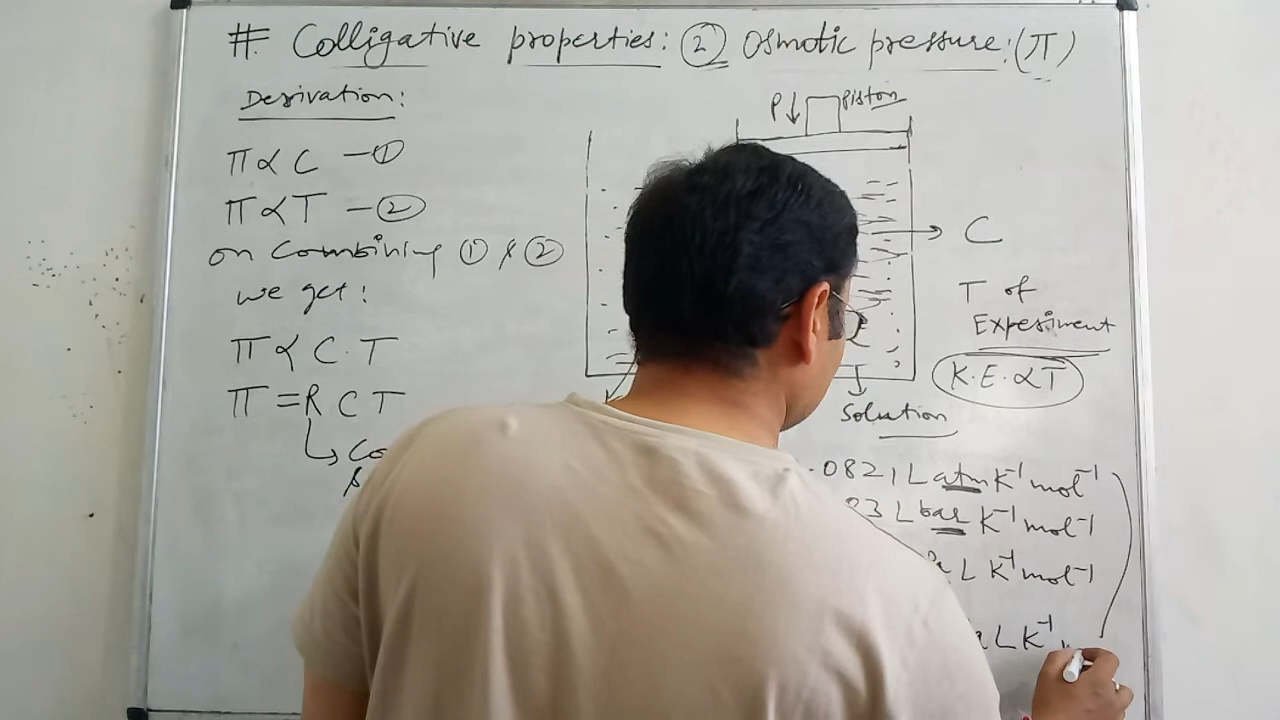 # Colligative properties: ② Osmotic pressure: (π)
Derivation:
π ∝ C — ①
π ∝ T — ②
on combining ① & ②
we get:
π ∝ C. T
π = R C T
P↓ piston
C
T of
Experiment
K.E. ∝ T
Solution
.0821 L atm K⁻¹ mol⁻¹
83 L bar K⁻¹ mol⁻¹
L K⁻¹ mol⁻¹
L K⁻¹